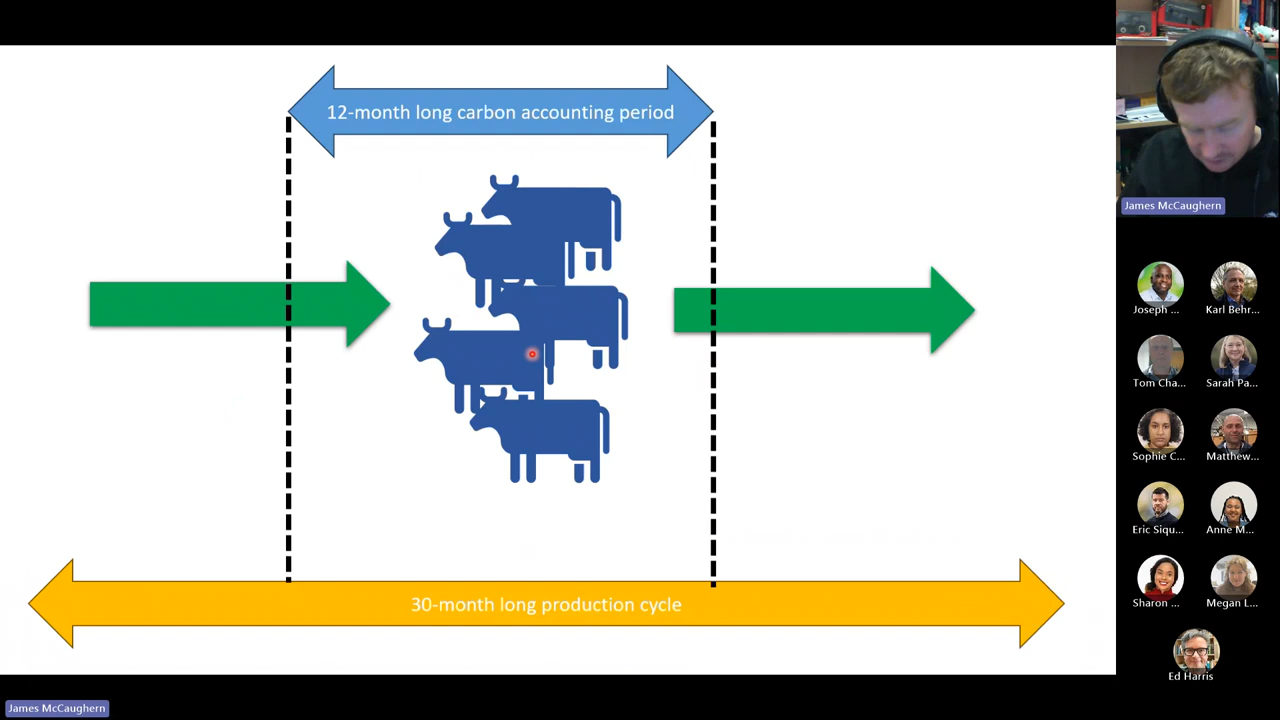 12-month long carbon accounting period
30-month long production cycle
James McCaughern
Joseph ...
Karl Behr...
Tom Cha...
Sarah Pa...
Sophie C...
Matthew...
Eric Siqu...
Anne M...
Sharon ...
Megan L...
Ed Harris
James McCaughern